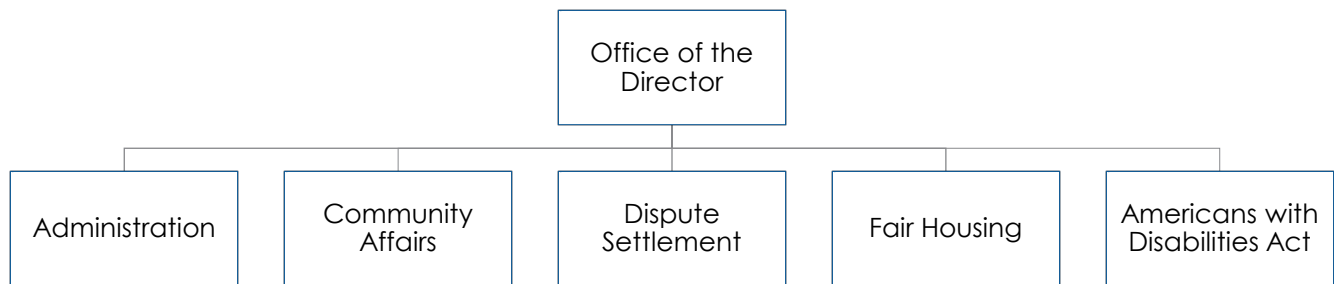 Office of the
Director
Administration
Community
Affairs
Dispute
Settlement
Fair Housing
Americans with
Disabilities Act